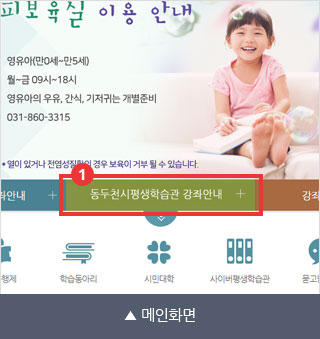 피보육실 이용 안내
영유아(만0세~만5세)
월~금 09시~18시
영유아의 우유, 간식, 기저귀는 개별준비
031-860-3315
* 열이 있거나 전염성질환의 경우 보육이 거부 될 수 있습니다.
1
좌안내 +
동두천시평생학습관 강좌안내 +
강좌
행제
학습동아리
시민대학
사이버평생학습관
묻고
▲ 메인화면